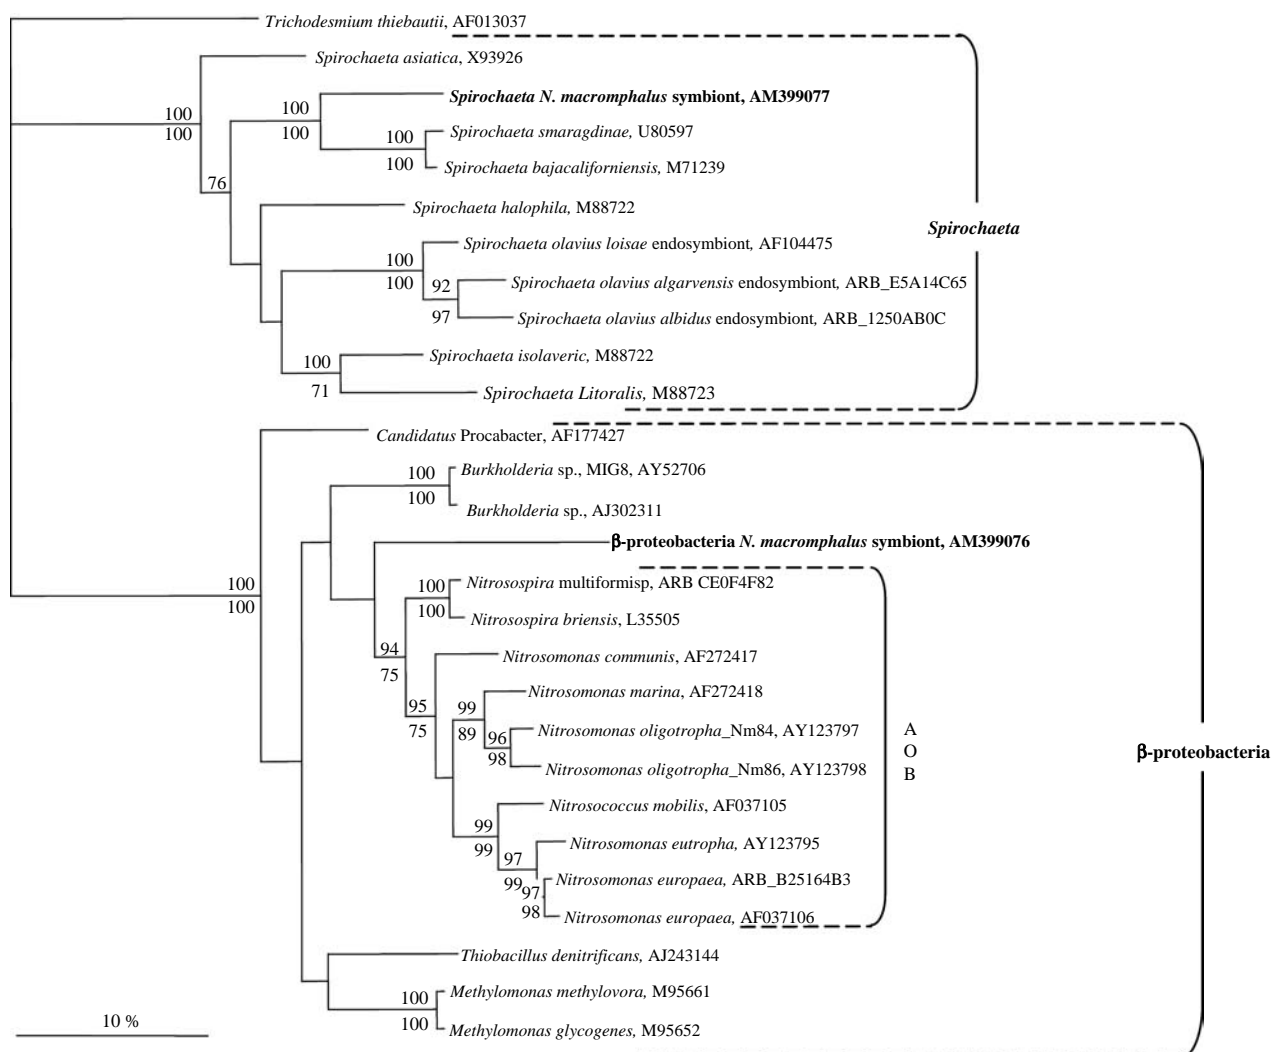 Trichodesmium thiebautii, AF013037
Spirochaeta asiatica, X93926
100
100
100
100
Spirochaeta N. macromphalus symbiont, AM399077
100
100
Spirochaeta smaragdinae, U80597
Spirochaeta bajacaliforniensis, M71239
76
Spirochaeta halophila, M88722
Spirochaeta
100
100
Spirochaeta olavius loisae endosymbiont, AF104475
92
97
Spirochaeta olavius algarvensis endosymbiont, ARB_E5A14C65
Spirochaeta olavius albidus endosymbiont, ARB_1250AB0C
100
71
Spirochaeta isolaveric, M88722
Spirochaeta Litoralis, M88723
Candidatus Procabacter, AF177427
100
100
Burkholderia sp., MIG8, AY52706
Burkholderia sp., AJ302311
β-proteobacteria N. macromphalus symbiont, AM399076
100
100
100
100
Nitrosospira multiformisp, ARB CE0F4F82
Nitrosospira briensis, L35505
94
75
Nitrosomonas communis, AF272417
95
75
99
89
Nitrosomonas marina, AF272418
96
98
Nitrosomonas oligotropha_Nm84, AY123797
Nitrosomonas oligotropha_Nm86, AY123798
A
O
B
β-proteobacteria
Nitrosococcus mobilis, AF037105
99
99
97
99
Nitrosomonas eutropha, AY123795
97
98
Nitrosomonas europaea, ARB_B25164B3
Nitrosomonas europaea, AF037106
Thiobacillus denitrificans, AJ243144
100
100
Methylomonas methylovora, M95661
Methylomonas glycogenes, M95652
10 %